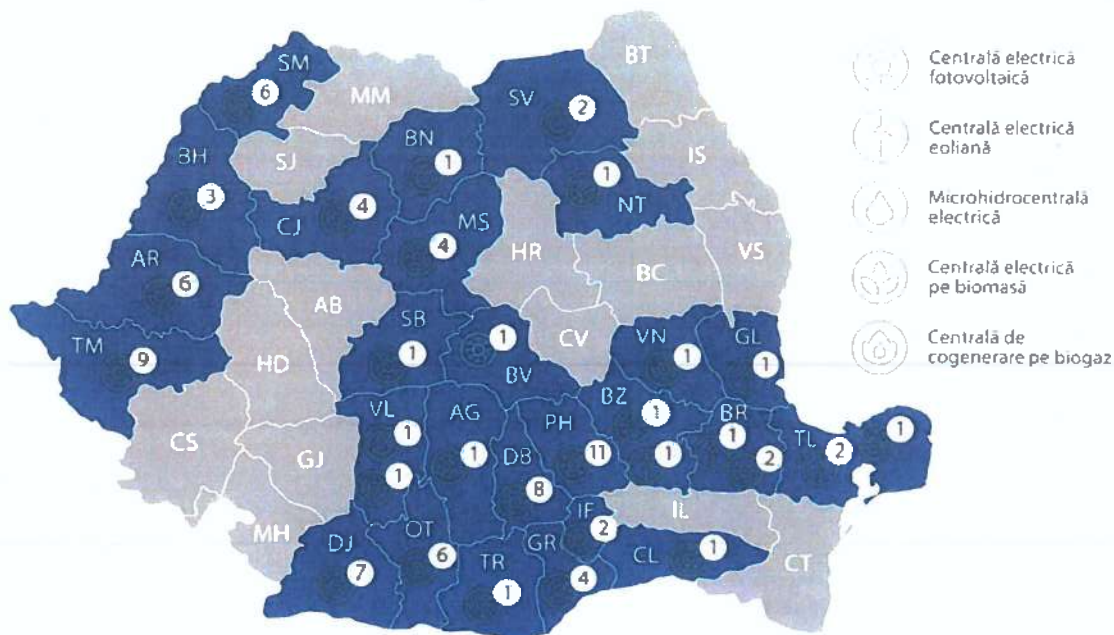 SM
6
MM
BT
SV
2
BN
1
SJ
IS
BH
3
1
NT
CJ
4
MS
4
HR
BC
VS
AR
6
AB
SB
1
1
BV
CV
VN
1
GL
1
TM
9
HD
VL
1
1
AG
1
PH
11
BZ
1
1
BR
1
2
TL
2
1
CS
GJ
DB
8
IF
2
IL
MH
DJ
7
OT
6
TR
1
GR
4
CL
1
CT
Centrală electrică
fotovoltaică
Centrală electrică
eoliană
Microhidrocentrală
electrică
Centrală electrică
pe biomasă
Centrală de
cogenerare pe biogaz